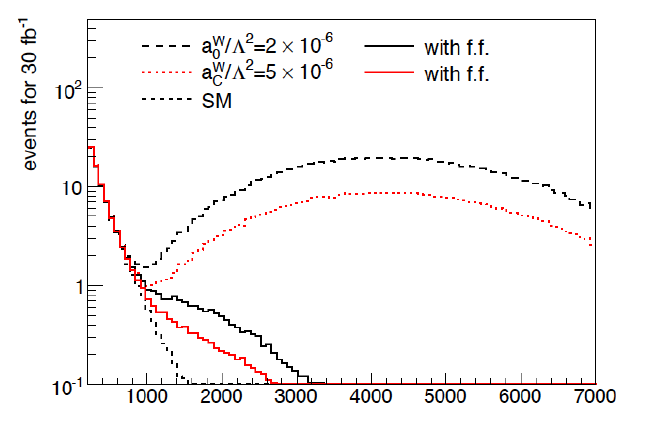 events for 30 fb⁻¹
a₀ᵂ/Λ²=2 × 10⁻⁶
with f.f.
a_Cᵂ/Λ²=5 × 10⁻⁶
with f.f.
SM
10²
10
1
10⁻¹
1000 2000 3000 4000 5000 6000 7000